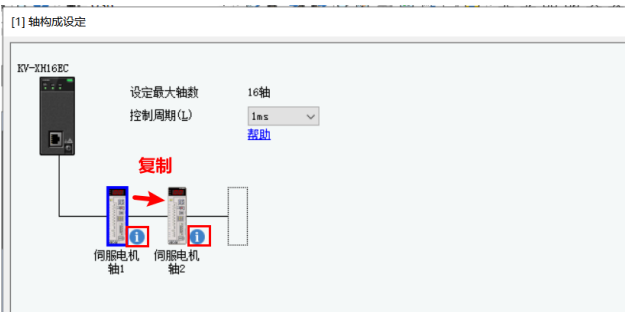 [1] 轴构成设定
KV-XH16EC
设定最大轴数 16轴
控制周期(L) 1ms
帮助
复制
伺服电机 伺服电机
轴1 轴2